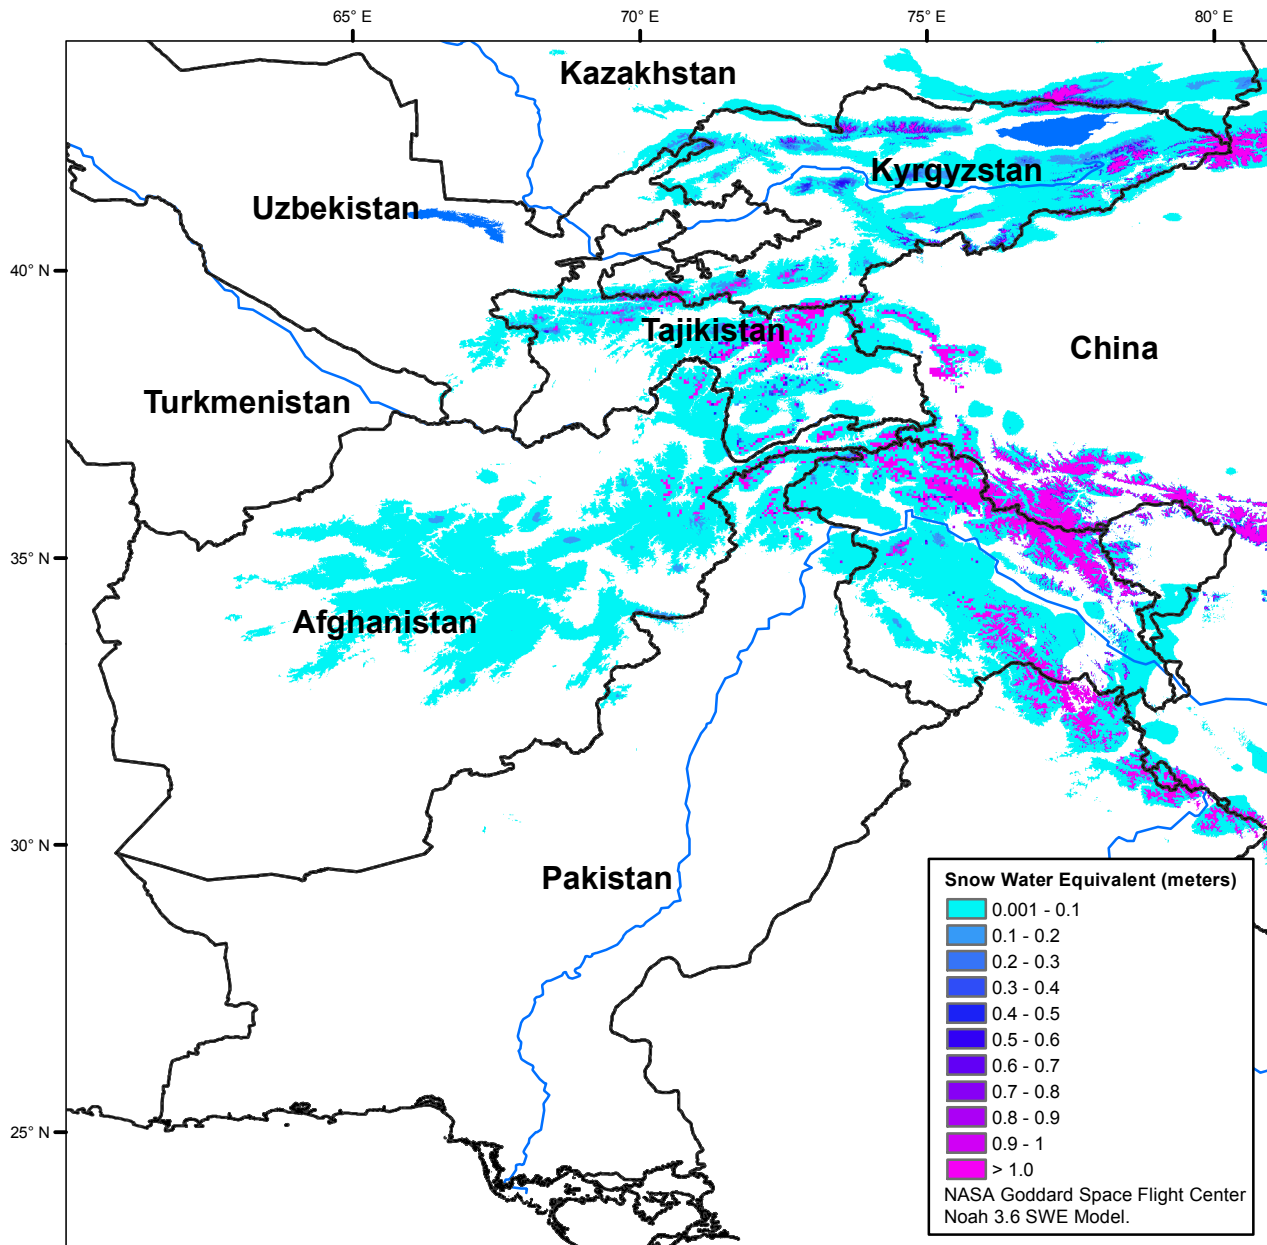 65° E
70° E
75° E
80° E
Kazakhstan
Kyrgyzstan
Uzbekistan
40° N
Tajikistan
China
Turkmenistan
35° N
Afghanistan
30° N
Pakistan
25° N
Snow Water Equivalent (meters)
0.001 - 0.1
0.1 - 0.2
0.2 - 0.3
0.3 - 0.4
0.4 - 0.5
0.5 - 0.6
0.6 - 0.7
0.7 - 0.8
0.8 - 0.9
0.9 - 1
> 1.0
NASA Goddard Space Flight Center
Noah 3.6 SWE Model.